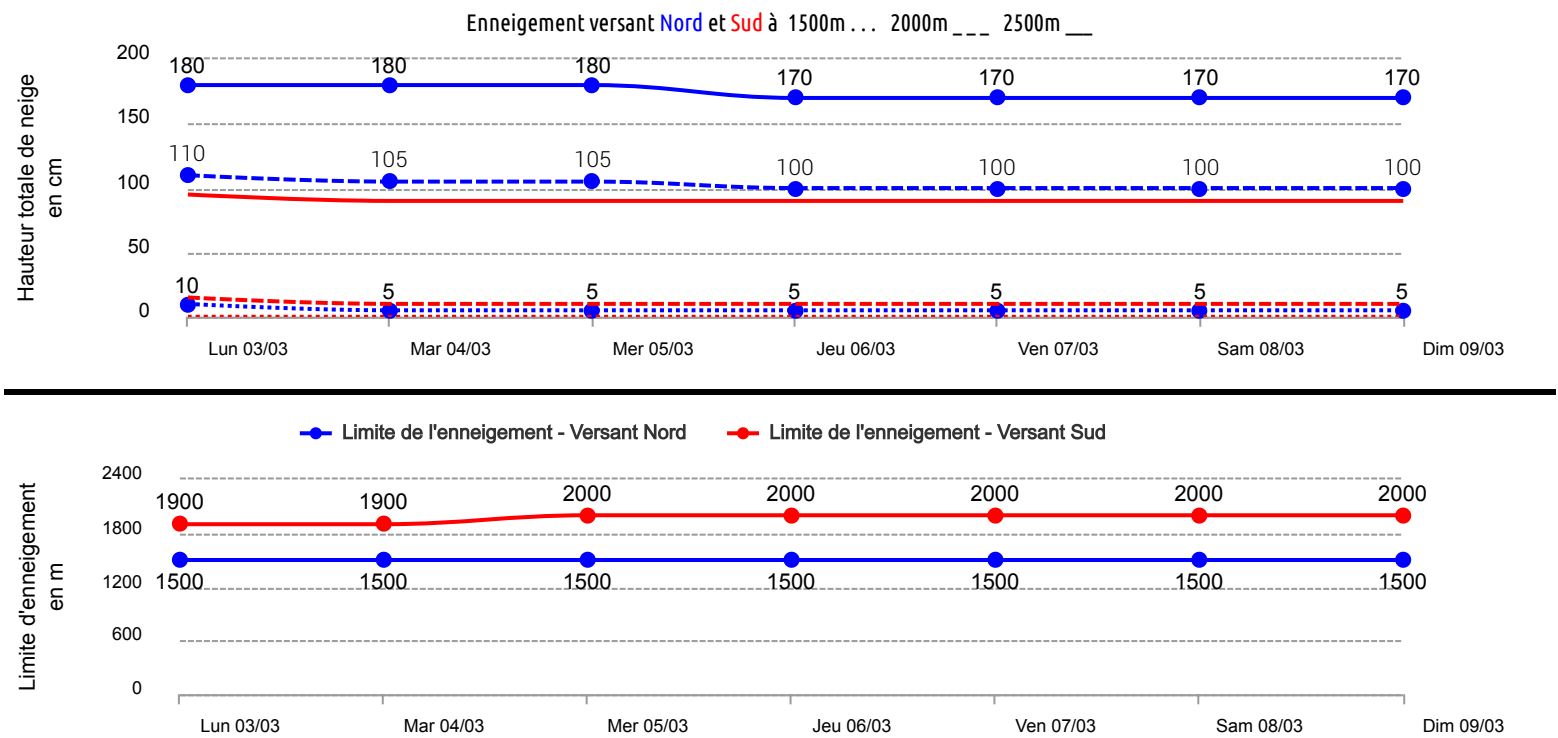 Enneigement versant Nord et Sud à 1500m . . . 2000m _ _ _ 2500m __
Hauteur totale de neige
en cm
200
180 180 180 170 170 170 170
150
110 105 105 100 100 100 100
100
50
10 5 5 5 5 5 5
0
Lun 03/03 Mar 04/03 Mer 05/03 Jeu 06/03 Ven 07/03 Sam 08/03 Dim 09/03
Limite de l'enneigement - Versant Nord Limite de l'enneigement - Versant Sud
Limite d'enneigement
en m
2400
1900 1900 2000 2000 2000 2000 2000
1800
1200
1500 1500 1500 1500 1500 1500 1500
600
0
Lun 03/03 Mar 04/03 Mer 05/03 Jeu 06/03 Ven 07/03 Sam 08/03 Dim 09/03